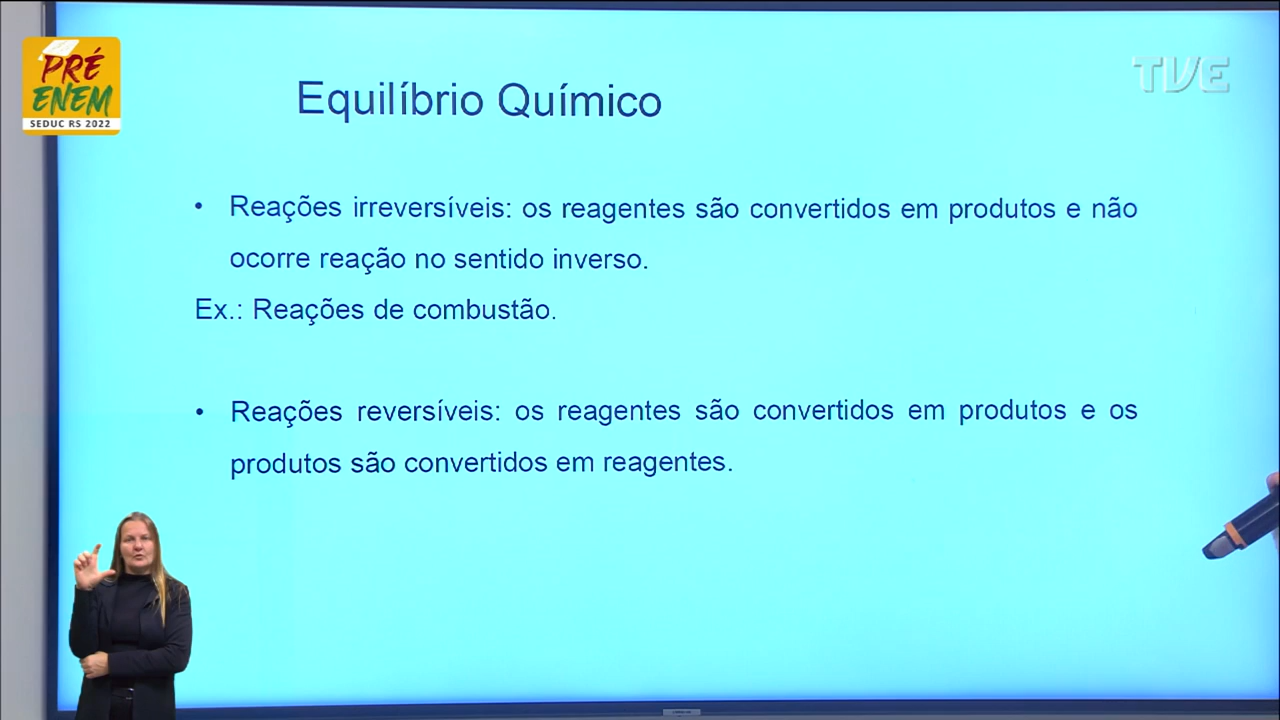 PRÉ
ENEM
SEDUC RS 2022
TVE
Equilíbrio Químico
• Reações irreversíveis: os reagentes são convertidos em produtos e não
ocorre reação no sentido inverso.
Ex.: Reações de combustão.
• Reações reversíveis: os reagentes são convertidos em produtos e os
produtos são convertidos em reagentes.